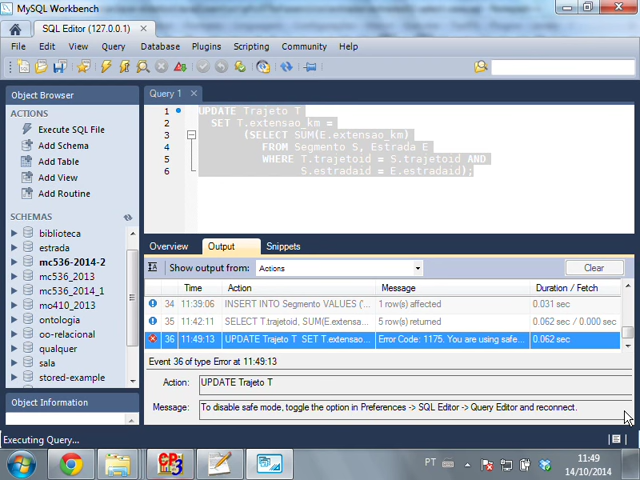 MySQL Workbench
SQL Editor (127.0.0.1)
File Edit View Query Database Plugins Scripting Community Help
Object Browser
ACTIONS
Execute SQL File
Add Schema
Add Table
Add View
Add Routine
SCHEMAS
biblioteca
estrada
mc536-2014-2
mc536_2013
mc536_2014_1
mo410_2013
ontologia
oo-relacional
qualquer
sala
stored-example
Object Information
Query 1
1 UPDATE Trajeto T
2 SET T.extensao_km =
3 (SELECT SUM(E.extensao_km)
4 FROM Segmento S, Estrada E
5 WHERE T.trajetoid = S.trajetoid AND
6 S.estradaid = E.estradaid);
Overview Output Snippets
Show output from: Actions Clear
Time Action Message Duration / Fetch
34 11:39:06 INSERT INTO Segmento VALUES ('... 1 row(s) affected 0.031 sec
35 11:42:11 SELECT T.trajetoid, SUM(E.extensa... 5 row(s) returned 0.062 sec / 0.000 sec
36 11:49:13 UPDATE Trajeto T SET T.extensao... Error Code: 1175. You are using safe... 0.062 sec
Event 36 of type Error at 11:49:13
Action: UPDATE Trajeto T
Message: To disable safe mode, toggle the option in Preferences -> SQL Editor -> Query Editor and reconnect.
Executing Query...
PT
11:49
14/10/2014